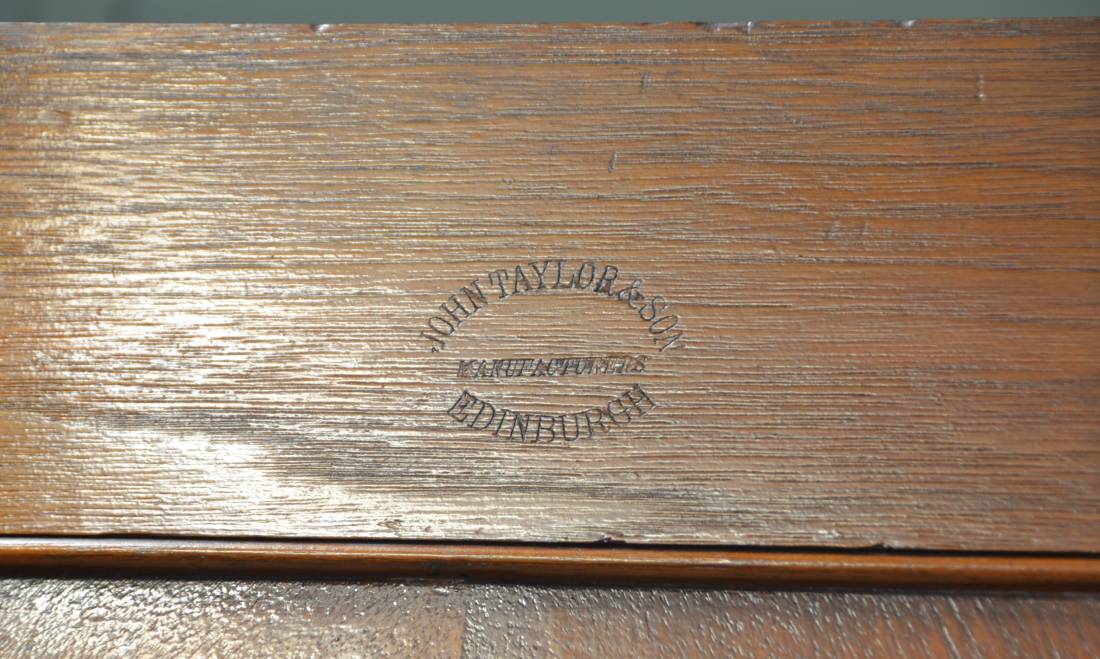 JOHN TAYLOR & SON
MANUFACTURERS
EDINBURGH